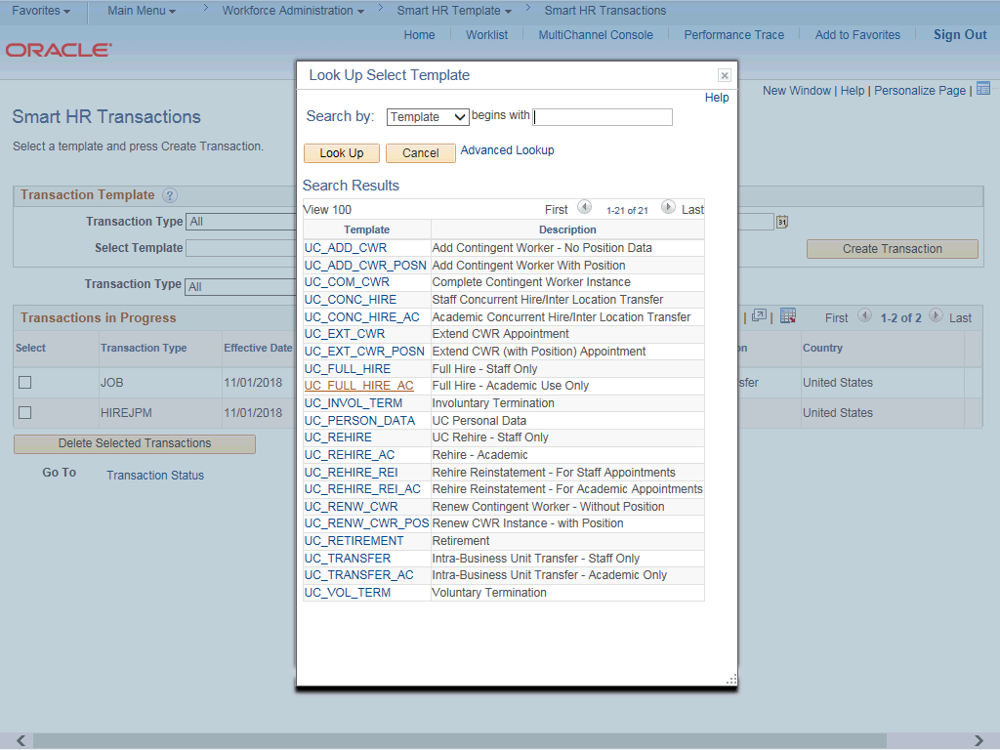 Favorites Main Menu Workforce Administration Smart HR Template Smart HR Transactions
Home Worklist MultiChannel Console Performance Trace Add to Favorites Sign Out
ORACLE
New Window | Help | Personalize Page |
Smart HR Transactions
Select a template and press Create Transaction.
Transaction Template ?
Transaction Type All
31
Select Template
Create Transaction
Transaction Type All
Transactions in Progress
| | First 1-2 of 2 Last
Select Transaction Type Effective Date Country
JOB 11/01/2018 United States
HIREJPM 11/01/2018 United States
Delete Selected Transactions
Go To Transaction Status
Look Up Select Template
Help
Search by: Template begins with
Look Up Cancel Advanced Lookup
Search Results
View 100 First 1-21 of 21 Last
Template Description
UC_ADD_CWR Add Contingent Worker - No Position Data
UC_ADD_CWR_POSN Add Contingent Worker With Position
UC_COM_CWR Complete Contingent Worker Instance
UC_CONC_HIRE Staff Concurrent Hire/Inter Location Transfer
UC_CONC_HIRE_AC Academic Concurrent Hire/Inter Location Transfer
UC_EXT_CWR Extend CWR Appointment
UC_EXT_CWR_POSN Extend CWR (with Position) Appointment
UC_FULL_HIRE Full Hire - Staff Only
UC_FULL_HIRE_AC Full Hire - Academic Use Only
UC_INVOL_TERM Involuntary Termination
UC_PERSON_DATA UC Personal Data
UC_REHIRE UC Rehire - Staff Only
UC_REHIRE_AC Rehire - Academic
UC_REHIRE_REI Rehire Reinstatement - For Staff Appointments
UC_REHIRE_REI_AC Rehire Reinstatement - For Academic Appointments
UC_RENW_CWR Renew Contingent Worker - Without Position
UC_RENW_CWR_POS Renew CWR Instance - with Position
UC_RETIREMENT Retirement
UC_TRANSFER Intra-Business Unit Transfer - Staff Only
UC_TRANSFER_AC Intra-Business Unit Transfer - Academic Only
UC_VOL_TERM Voluntary Termination